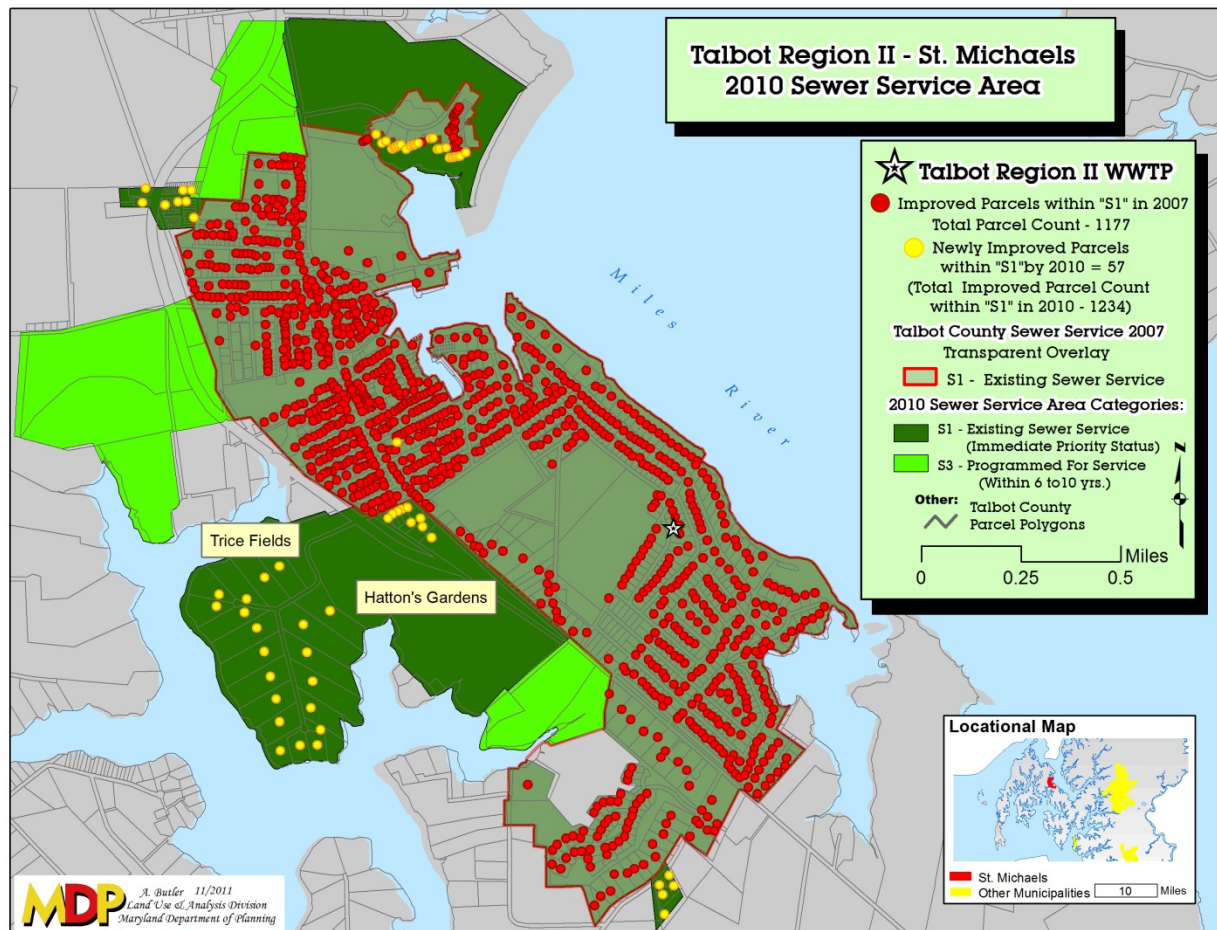 Talbot Region II - St. Michaels
2010 Sewer Service Area
Talbot Region II WWTP
Improved Parcels within "S1" in 2007
Total Parcel Count - 1177
Newly Improved Parcels
within "S1"by 2010 = 57
(Total Improved Parcel Count
within "S1" in 2010 - 1234)
Talbot County Sewer Service 2007
Transparent Overlay
S1 - Existing Sewer Service
2010 Sewer Service Area Categories:
S1 - Existing Sewer Service
(Immediate Priority Status)
S3 - Programmed For Service
(Within 6 to10 yrs.)
Other:
Talbot County
Parcel Polygons
N
Miles
0 0.25 0.5
Miles
River
Trice Fields
Hatton's Gardens
Locational Map
St. Michaels
Other Municipalities
10 Miles
MDP
A. Butler 11/2011
Land Use & Analysis Division
Maryland Department of Planning